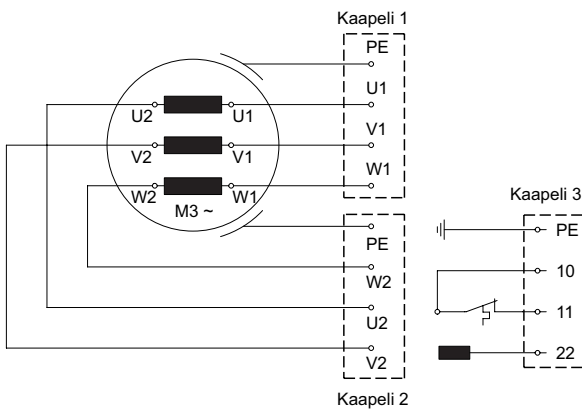 Kaapeli 1
PE
U1
V1
W1
U2 U1
V2 V1
W2 W1
M3 ~
PE
W2
U2
V2
Kaapeli 2
Kaapeli 3
PE
10
11
22